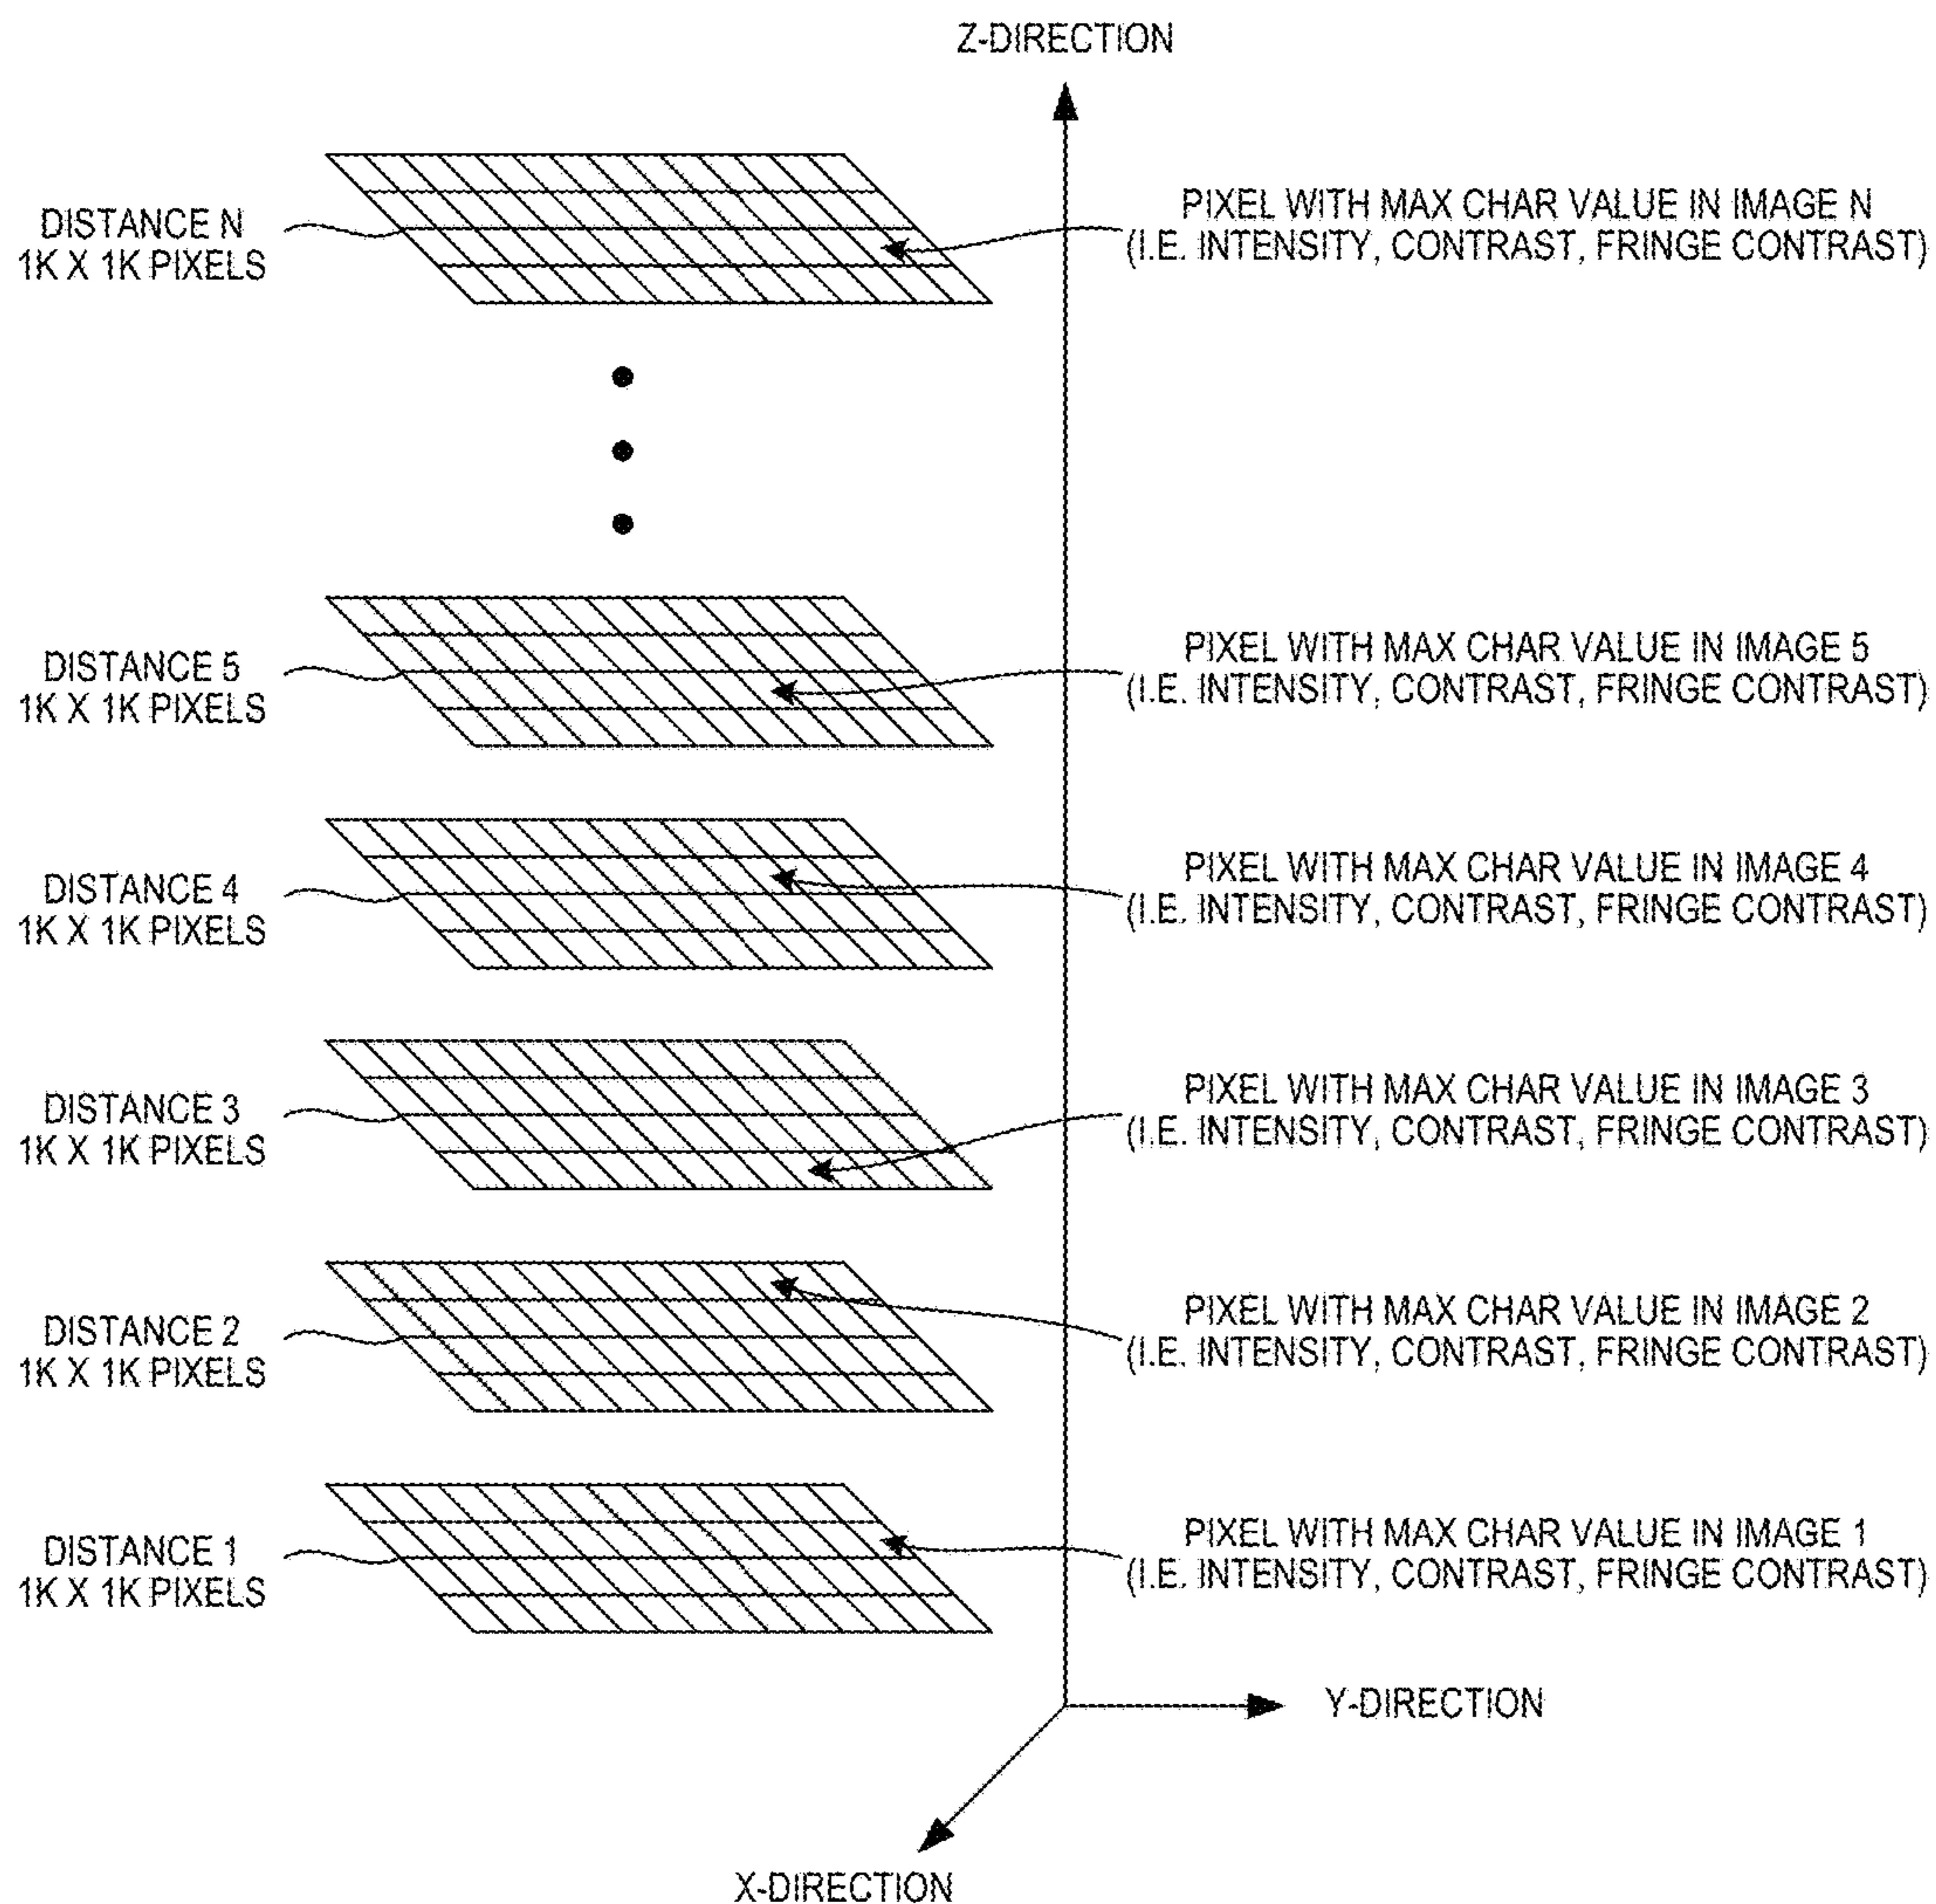 Z-DIRECTION
DISTANCE N
1K X 1K PIXELS
PIXEL WITH MAX CHAR VALUE IN IMAGE N
(I.E. INTENSITY, CONTRAST, FRINGE CONTRAST)
DISTANCE 5
1K X 1K PIXELS
PIXEL WITH MAX CHAR VALUE IN IMAGE 5
(I.E. INTENSITY, CONTRAST, FRINGE CONTRAST)
DISTANCE 4
1K X 1K PIXELS
PIXEL WITH MAX CHAR VALUE IN IMAGE 4
(I.E. INTENSITY, CONTRAST, FRINGE CONTRAST)
DISTANCE 3
1K X 1K PIXELS
PIXEL WITH MAX CHAR VALUE IN IMAGE 3
(I.E. INTENSITY, CONTRAST, FRINGE CONTRAST)
DISTANCE 2
1K X 1K PIXELS
PIXEL WITH MAX CHAR VALUE IN IMAGE 2
(I.E. INTENSITY, CONTRAST, FRINGE CONTRAST)
DISTANCE 1
1K X 1K PIXELS
PIXEL WITH MAX CHAR VALUE IN IMAGE 1
(I.E. INTENSITY, CONTRAST, FRINGE CONTRAST)
Y-DIRECTION
X-DIRECTION